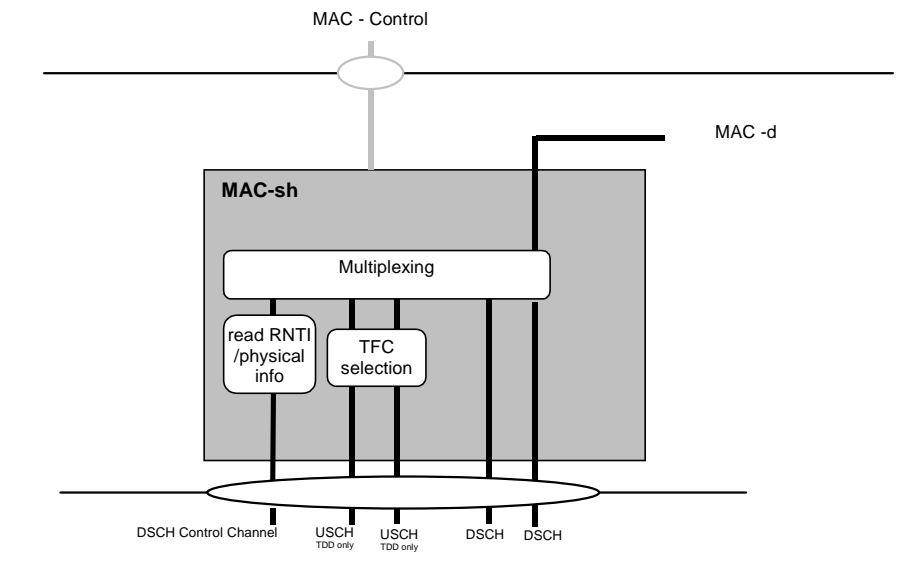 MAC - Control
MAC -d
MAC-sh
Multiplexing
read RNTI
/physical
info
TFC
selection
DSCH Control Channel
USCH
TDD only
USCH
TDD only
DSCH
DSCH